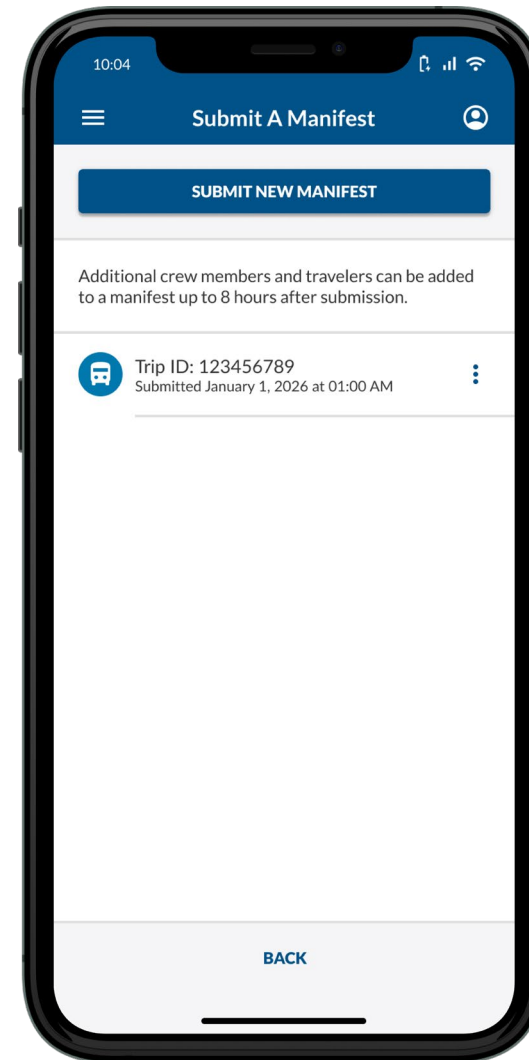 10:04
Submit A Manifest
SUBMIT NEW MANIFEST
Additional crew members and travelers can be added
to a manifest up to 8 hours after submission.
Trip ID: 123456789
Submitted January 1, 2026 at 01:00 AM
BACK